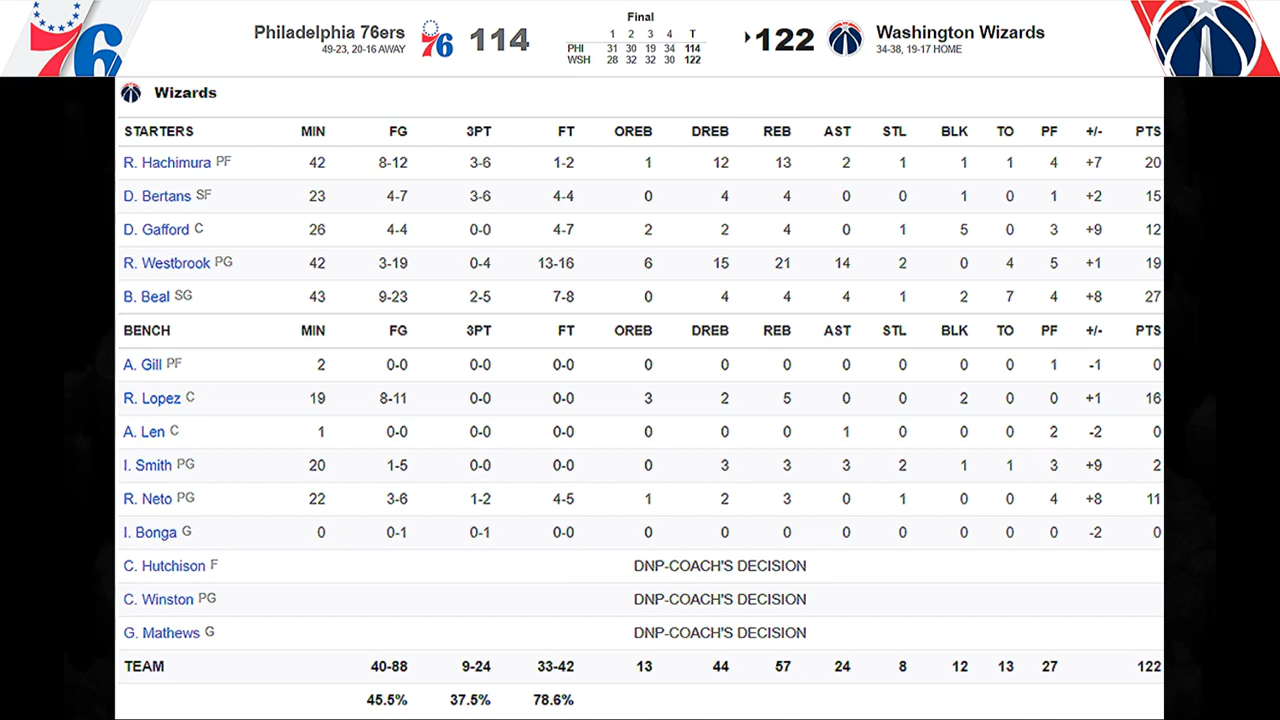 Philadelphia 76ers
49-23, 20-16 AWAY
76
114
Final
1 2 3 4 T
PHI 31 30 19 34 114
WSH 28 32 32 30 122
122
Washington Wizards
34-38, 19-17 HOME
Wizards
STARTERS MIN FG 3PT FT OREB DREB REB AST STL BLK TO PF +/- PTS
R. Hachimura PF 42 8-12 3-6 1-2 1 12 13 2 1 1 1 4 +7 20
D. Bertans SF 23 4-7 3-6 4-4 0 4 4 0 0 1 0 1 +2 15
D. Gafford C 26 4-4 0-0 4-7 2 2 4 0 1 5 0 3 +9 12
R. Westbrook PG 42 3-19 0-4 13-16 6 15 21 14 2 0 4 5 +1 19
B. Beal SG 43 9-23 2-5 7-8 0 4 4 4 1 2 7 4 +8 27
BENCH MIN FG 3PT FT OREB DREB REB AST STL BLK TO PF +/- PTS
A. Gill PF 2 0-0 0-0 0-0 0 0 0 0 0 0 0 1 -1 0
R. Lopez C 19 8-11 0-0 0-0 3 2 5 0 0 2 0 0 +1 16
A. Len C 1 0-0 0-0 0-0 0 0 0 1 0 0 0 2 -2 0
I. Smith PG 20 1-5 0-0 0-0 0 3 3 3 2 1 1 3 +9 2
R. Neto PG 22 3-6 1-2 4-5 1 2 3 0 1 0 0 4 +8 11
I. Bonga G 0 0-1 0-1 0-0 0 0 0 0 0 0 0 0 -2 0
C. Hutchison F DNP-COACH'S DECISION
C. Winston PG DNP-COACH'S DECISION
G. Mathews G DNP-COACH'S DECISION
TEAM 40-88 9-24 33-42 13 44 57 24 8 12 13 27 122
45.5% 37.5% 78.6%